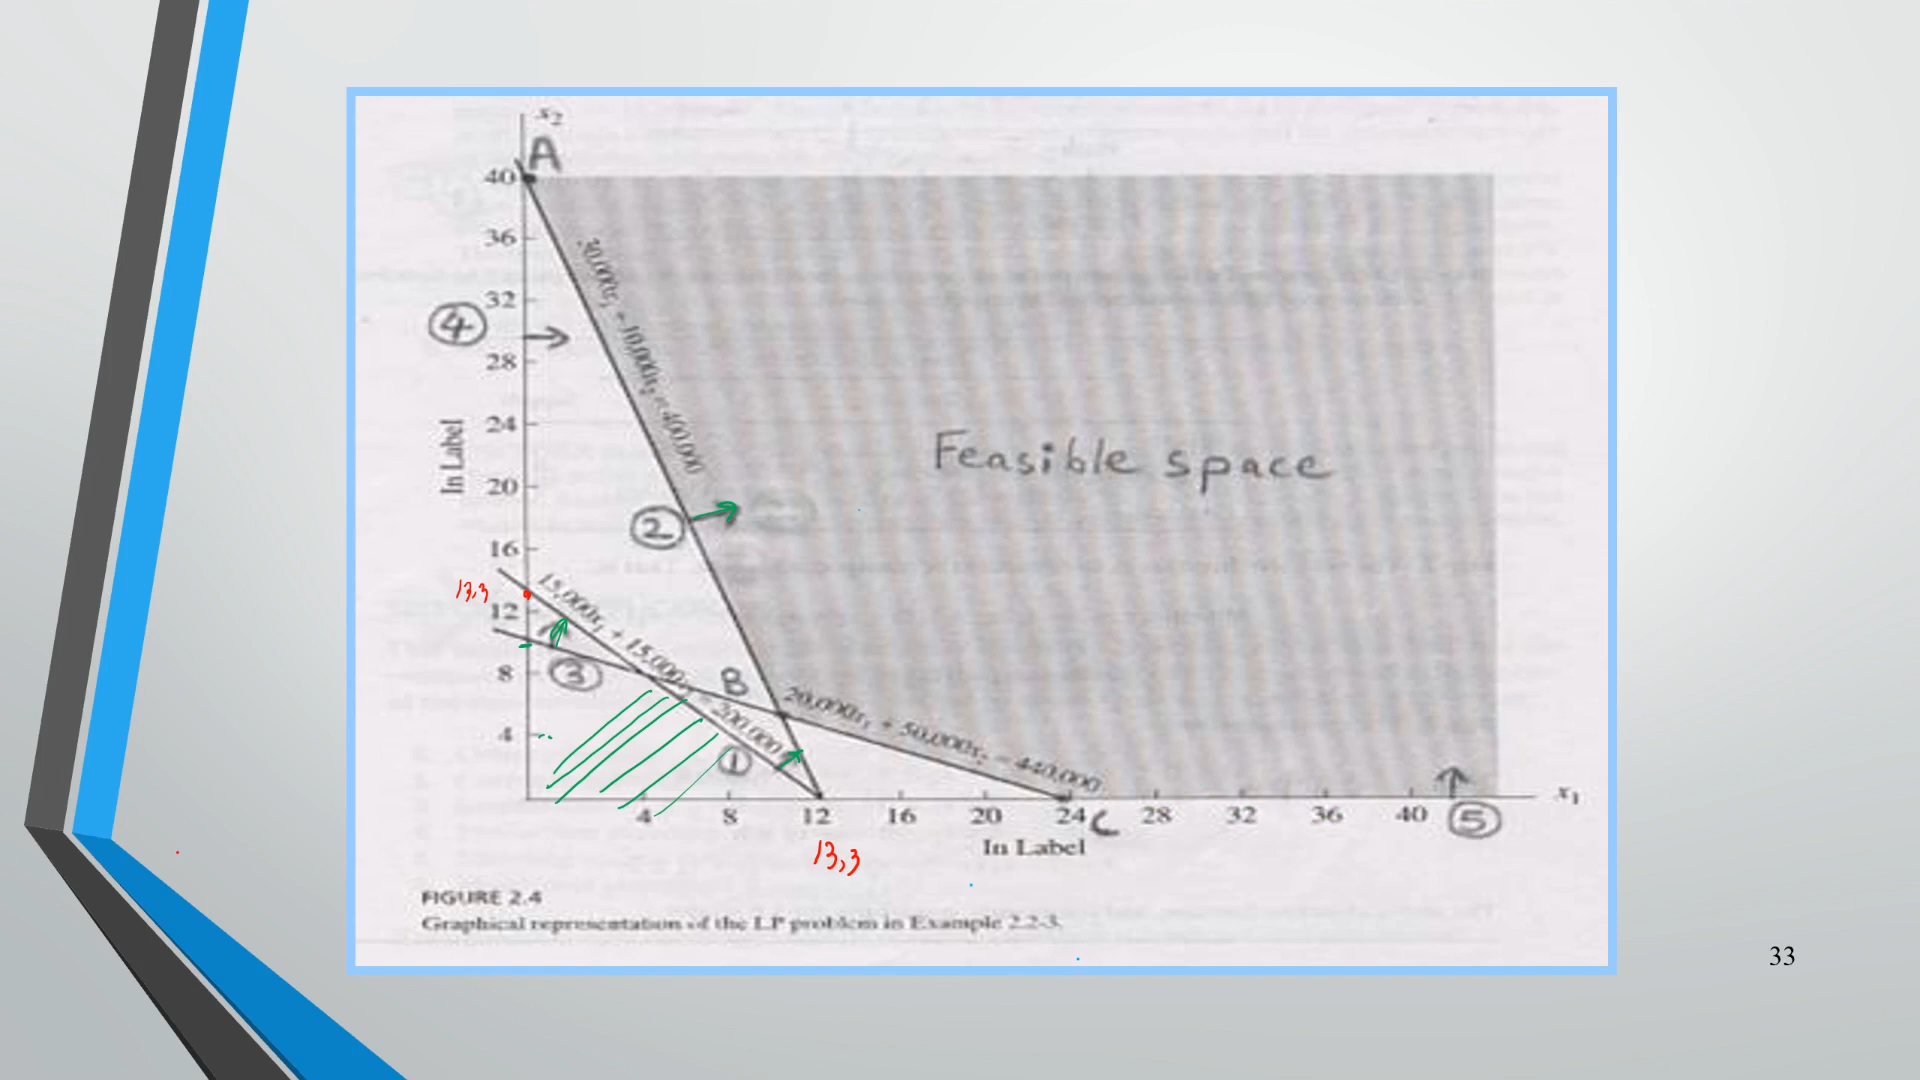 x₂
A
40
36
32
④
28
24
20
16
12
8
4
In Label
30,000x₁ + 10,000x₂ = 400,000
Feasible space
②
13,3
15,000x₁ + 15,000x₂ = 200,000
③
B
20,000x₁ + 50,000x₂ = 440,000
①
4 8 12 16 20 24 C 28 32 36 40 ⑤
x₁
In Label
13,3
FIGURE 2.4
Graphical representation of the LP problem in Example 2.2-3.
33